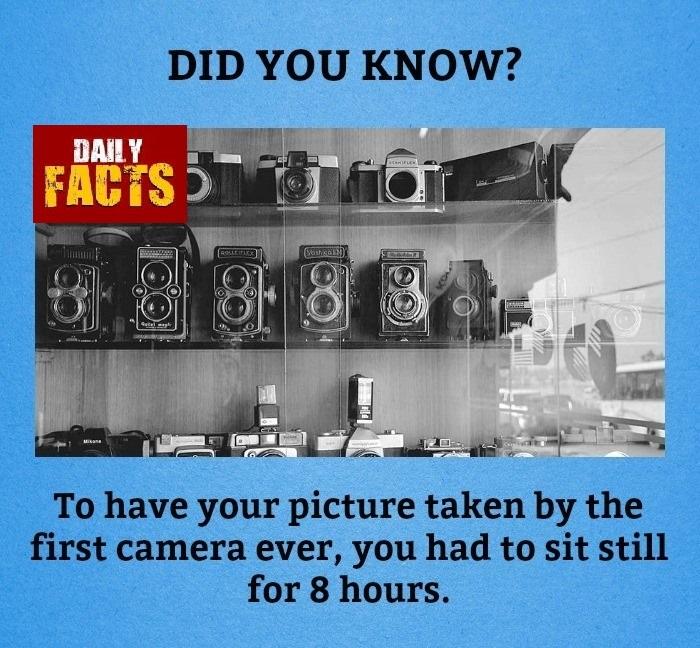 DID YOU KNOW?
DAILY
FACTS
ROLLEIFLEX
To have your picture taken by the
first camera ever, you had to sit still
for 8 hours.